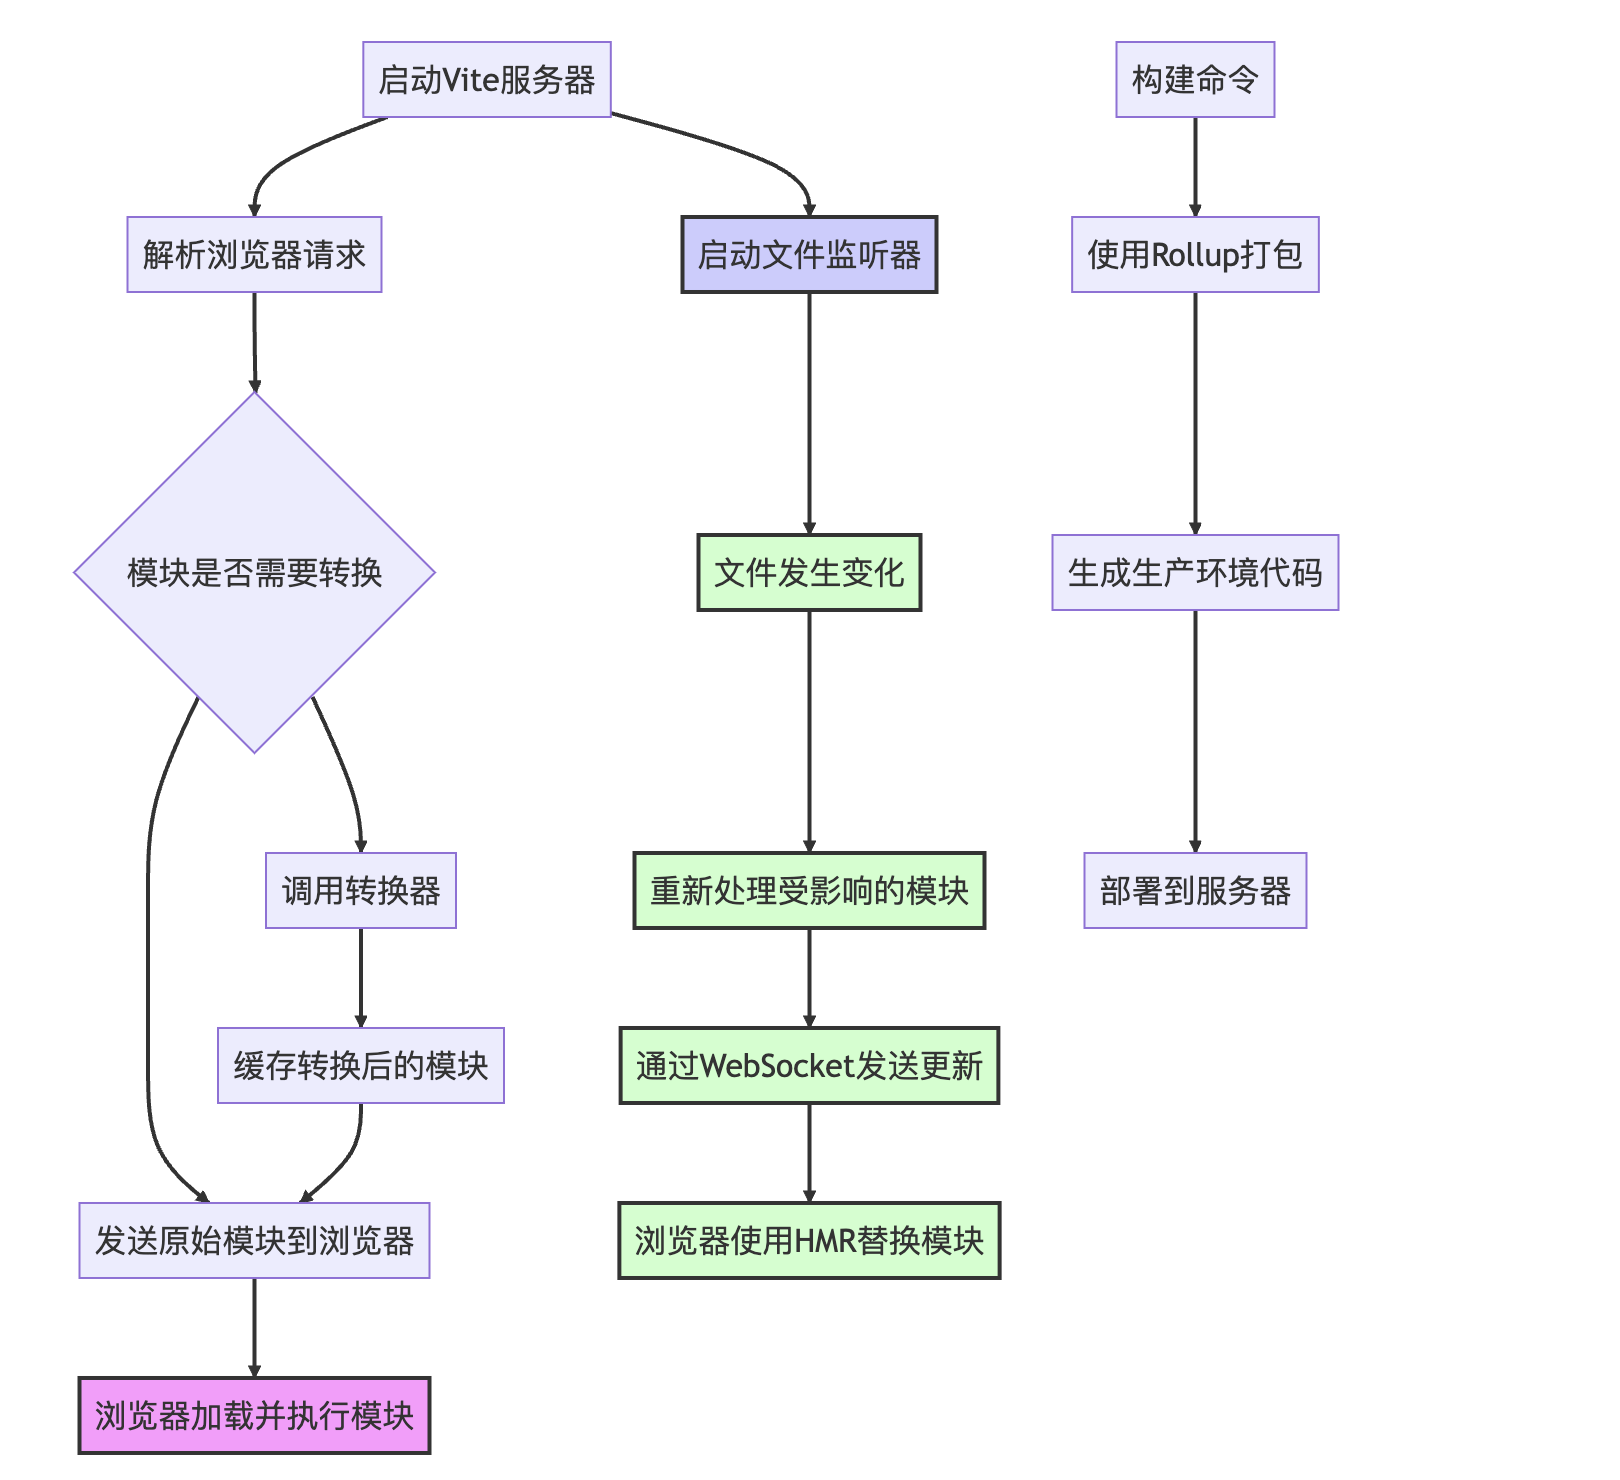 启动Vite服务器
构建命令
解析浏览器请求
启动文件监听器
使用Rollup打包
模块是否需要转换
文件发生变化
生成生产环境代码
调用转换器
重新处理受影响的模块
部署到服务器
缓存转换后的模块
通过WebSocket发送更新
发送原始模块到浏览器
浏览器使用HMR替换模块
浏览器加载并执行模块